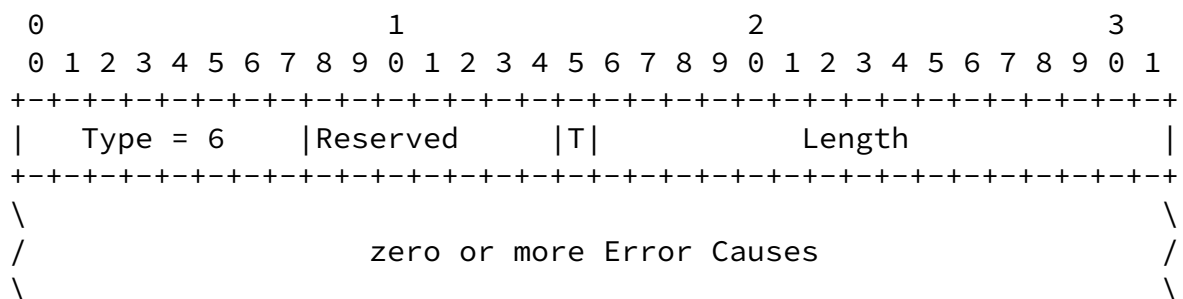 0                   1                   2                   3
 0 1 2 3 4 5 6 7 8 9 0 1 2 3 4 5 6 7 8 9 0 1 2 3 4 5 6 7 8 9 0 1
+-+-+-+-+-+-+-+-+-+-+-+-+-+-+-+-+-+-+-+-+-+-+-+-+-+-+-+-+-+-+-+-+
|   Type = 6    |Reserved     |T|           Length              |
+-+-+-+-+-+-+-+-+-+-+-+-+-+-+-+-+-+-+-+-+-+-+-+-+-+-+-+-+-+-+-+-+
\                                                               \
/                   zero or more Error Causes                   /
\                                                               \